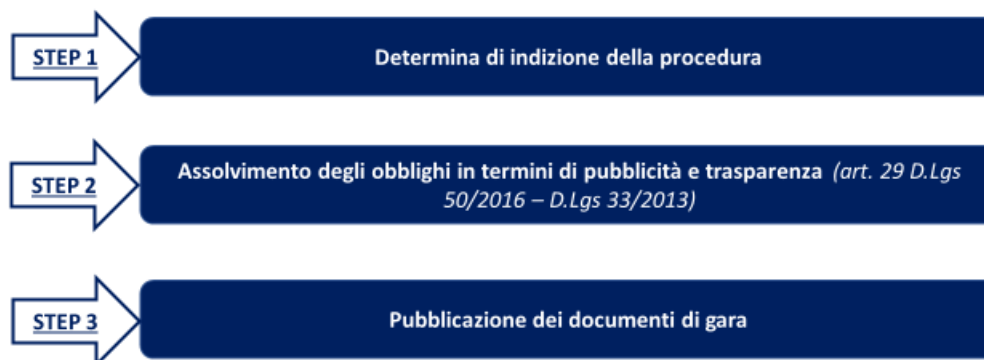 STEP 1
Determina di indizione della procedura
STEP 2
Assolvimento degli obblighi in termini di pubblicità e trasparenza (art. 29 D.Lgs
50/2016 – D.Lgs 33/2013)
STEP 3
Pubblicazione dei documenti di gara